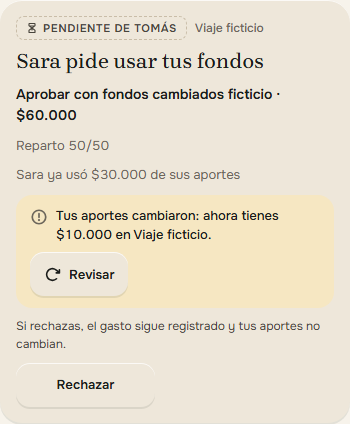 PENDIENTE DE TOMÁS Viaje ficticio
Sara pide usar tus fondos
Aprobar con fondos cambiados ficticio ·
$60.000
Reparto 50/50
Sara ya usó $30.000 de sus aportes
Tus aportes cambiaron: ahora tienes
$10.000 en Viaje ficticio.
Revisar
Si rechazas, el gasto sigue registrado y tus aportes no
cambian.
Rechazar